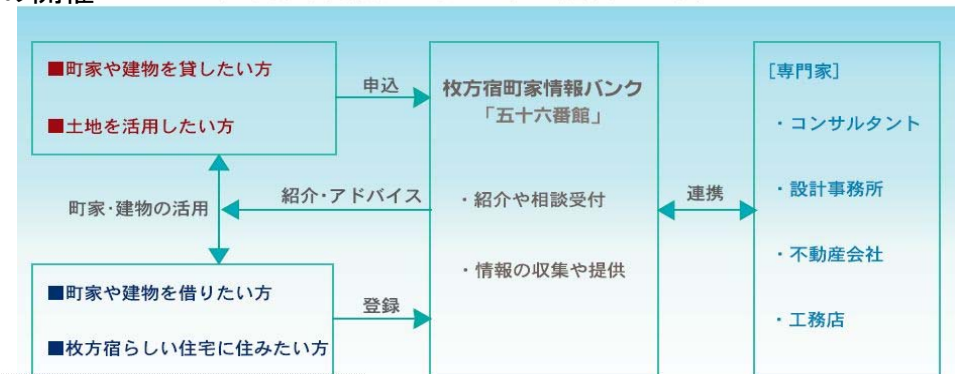 ■町家や建物を貸したい方
■土地を活用したい方
申込
枚方宿町家情報バンク
「五十六番館」
[専門家]
・コンサルタント
町家・建物の活用
紹介・アドバイス
・紹介や相談受付
連携
・設計事務所
・情報の収集や提供
・不動産会社
■町家や建物を借りたい方
■枚方宿らしい住宅に住みたい方
登録
・工務店